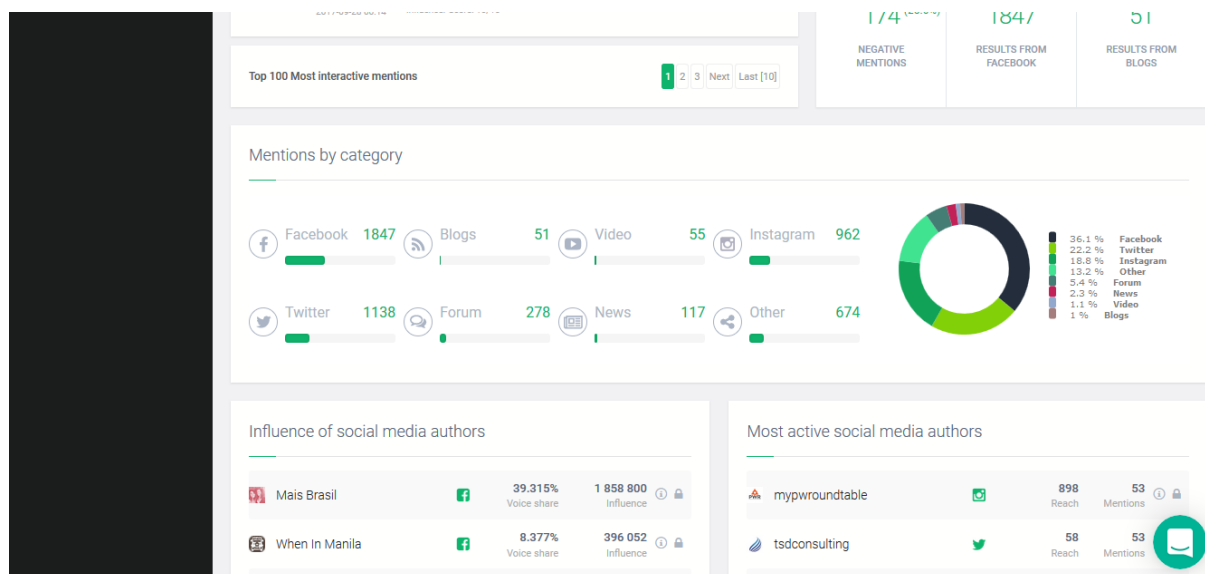 174
1847
51
NEGATIVE
MENTIONS
RESULTS FROM
FACEBOOK
RESULTS FROM
BLOGS
Top 100 Most interactive mentions
1 2 3 Next Last [10]
Mentions by category
Facebook 1847
Blogs 51
Video 55
Instagram 962
Twitter 1138
Forum 278
News 117
Other 674
36.1 % Facebook
22.2 % Twitter
18.8 % Instagram
13.2 % Other
5.4 % Forum
2.3 % News
1.1 % Video
1 % Blogs
Influence of social media authors
Mais Brasil
39.315%
Voice share
1 858 800
Influence
When In Manila
8.377%
Voice share
396 052
Influence
Most active social media authors
PWR
mypwroundtable
898
Reach
53
Mentions
tsdconsulting
58
Reach
53
Mentions